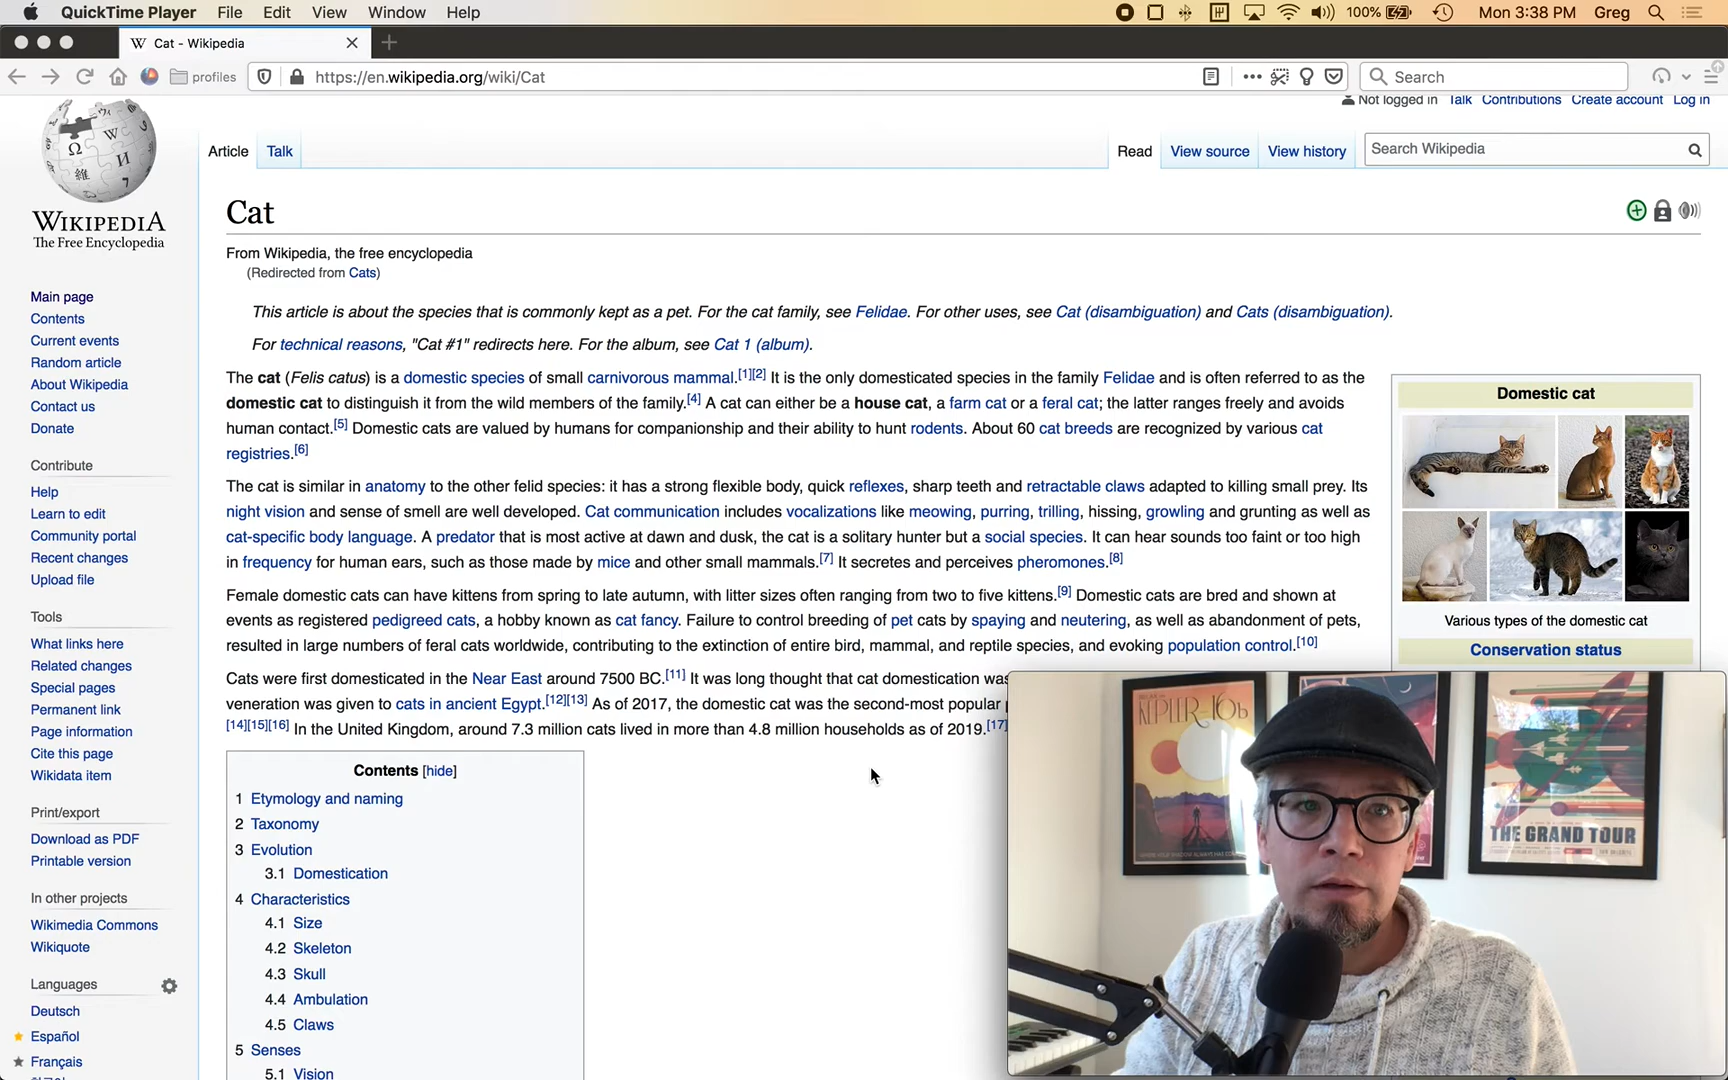 QuickTime Player File Edit View Window Help 100% Mon 3:38 PM Greg
W Cat - Wikipedia
profiles https://en.wikipedia.org/wiki/Cat Search
Not logged in Talk Contributions Create account Log in
Article Talk Read View source View history Search Wikipedia
WIKIPEDIA
The Free Encyclopedia
Main page
Contents
Current events
Random article
About Wikipedia
Contact us
Donate
Contribute
Help
Learn to edit
Community portal
Recent changes
Upload file
Tools
What links here
Related changes
Special pages
Permanent link
Page information
Cite this page
Wikidata item
Print/export
Download as PDF
Printable version
In other projects
Wikimedia Commons
Wikiquote
Languages
Deutsch
Español
Français
Cat
From Wikipedia, the free encyclopedia
(Redirected from Cats)
This article is about the species that is commonly kept as a pet. For the cat family, see Felidae. For other uses, see Cat (disambiguation) and Cats (disambiguation).
For technical reasons, "Cat #1" redirects here. For the album, see Cat 1 (album).
The cat (Felis catus) is a domestic species of small carnivorous mammal.[1][2] It is the only domesticated species in the family Felidae and is often referred to as the
domestic cat to distinguish it from the wild members of the family.[4] A cat can either be a house cat, a farm cat or a feral cat; the latter ranges freely and avoids
human contact.[5] Domestic cats are valued by humans for companionship and their ability to hunt rodents. About 60 cat breeds are recognized by various cat
registries.[6]
The cat is similar in anatomy to the other felid species: it has a strong flexible body, quick reflexes, sharp teeth and retractable claws adapted to killing small prey. Its
night vision and sense of smell are well developed. Cat communication includes vocalizations like meowing, purring, trilling, hissing, growling and grunting as well as
cat-specific body language. A predator that is most active at dawn and dusk, the cat is a solitary hunter but a social species. It can hear sounds too faint or too high
in frequency for human ears, such as those made by mice and other small mammals.[7] It secretes and perceives pheromones.[8]
Female domestic cats can have kittens from spring to late autumn, with litter sizes often ranging from two to five kittens.[9] Domestic cats are bred and shown at
events as registered pedigreed cats, a hobby known as cat fancy. Failure to control breeding of pet cats by spaying and neutering, as well as abandonment of pets,
resulted in large numbers of feral cats worldwide, contributing to the extinction of entire bird, mammal, and reptile species, and evoking population control.[10]
Cats were first domesticated in the Near East around 7500 BC.[11] It was long thought that cat domestication was
veneration was given to cats in ancient Egypt.[12][13] As of 2017, the domestic cat was the second-most popular
[14][15][16] In the United Kingdom, around 7.3 million cats lived in more than 4.8 million households as of 2019.[17]
Contents [hide]
1 Etymology and naming
2 Taxonomy
3 Evolution
3.1 Domestication
4 Characteristics
4.1 Size
4.2 Skeleton
4.3 Skull
4.4 Ambulation
4.5 Claws
5 Senses
5.1 Vision
Domestic cat
Various types of the domestic cat
Conservation status
KEPLER-16b
THE GRAND TOUR